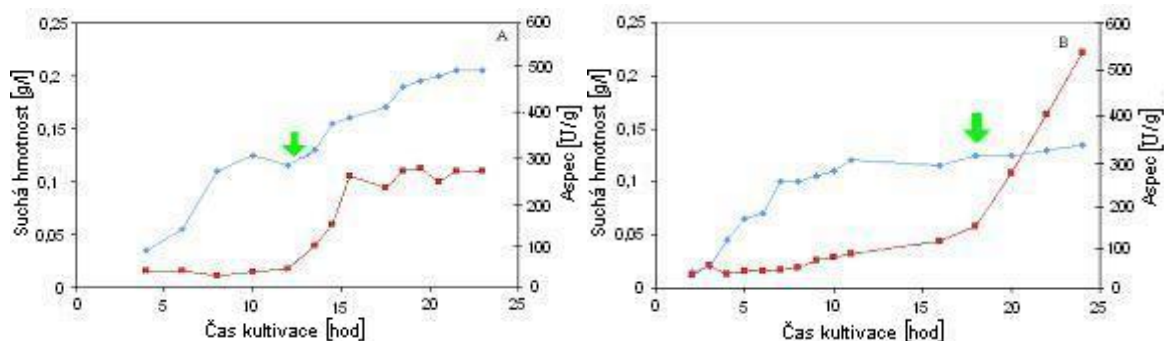 A
Suchá hmotnost [g/l]
0,25
0,2
0,15
0,1
0,05
0
600
500
400
300
200
100
0
Aspec [U/g]
0 5 10 15 20 25
Čas kultivace [hod]
B
Suchá hmotnost [g/l]
0,25
0,2
0,15
0,1
0,05
0
600
500
400
300
200
100
0
Aspec [U/g]
0 5 10 15 20 25
Čas kultivace [hod]